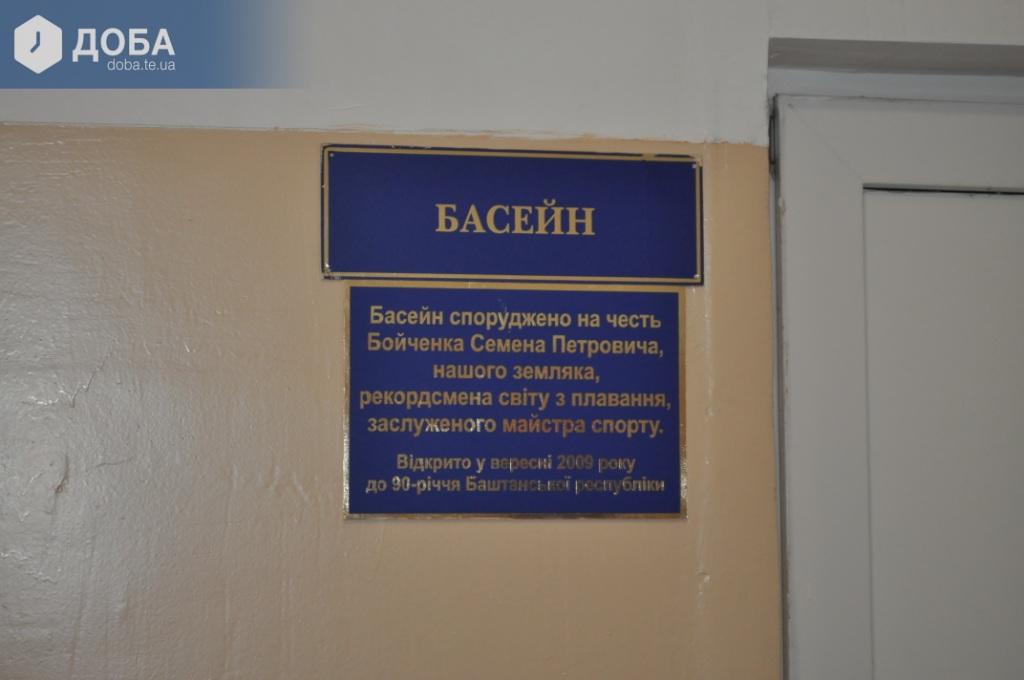 ДОБА
doba.te.ua
БАСЕЙН
Басейн споруджено на честь
Бойченка Семена Петровича,
нашого земляка,
рекордсмена світу з плавання,
заслуженого майстра спорту.
Відкрито у вересні 2009 року
до 90-річчя Баштанської республіки